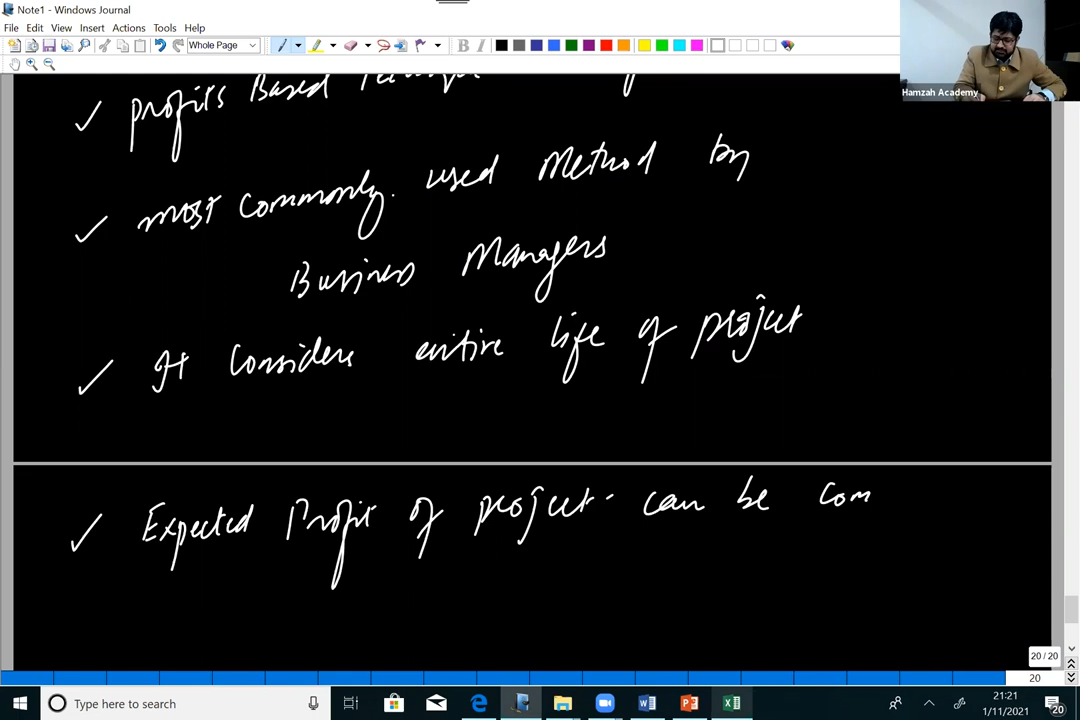 Note1 - Windows Journal
File Edit View Insert Actions Tools Help
Whole Page
B I
Hamzah Academy
✓ profits Based
✓ most commonly used Method by
Business Managers
✓ It Considers entire life of project
✓ Expected Profit of project can be com
20 / 20
20
Type here to search
21:21
1/11/2021
20